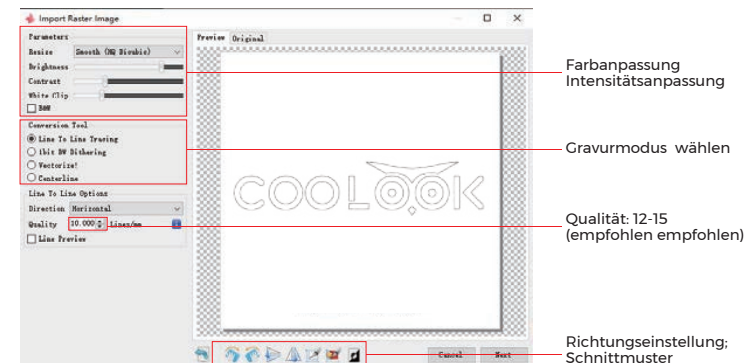 Import Raster Image
Parameters
Resize Smooth (HQ Bicubic)
Brightness
Contrast
White Clip
B&W
Conversion Tool
Line To Line Tracing
1bit BW Dithering
Vectorize!
Centerline
Line To Line Options
Direction Horizontal
Quality 10.000 Lines/mm
Line Preview
Preview Original
COOLOOK
Cancel Next
Farbanpassung
Intensitätsanpassung
Gravurmodus wählen
Qualität: 12-15
(empfohlen empfohlen)
Richtungseinstellung;
Schnittmuster